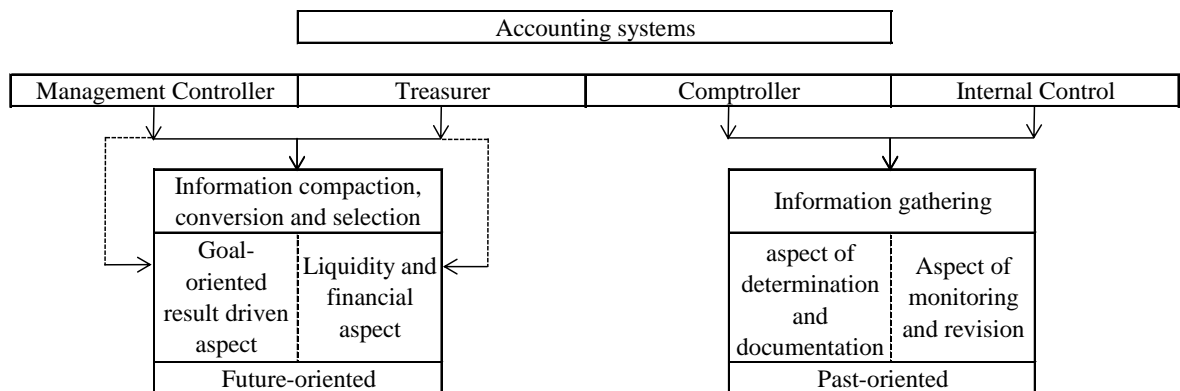 Accounting systems
Management Controller
Treasurer
Comptroller
Internal Control
Information compaction,
conversion and selection
Goal-
oriented
result driven
aspect
Liquidity and
financial
aspect
Future-oriented
Information gathering
aspect of
determination
and
documentation
Aspect of
monitoring
and revision
Past-oriented